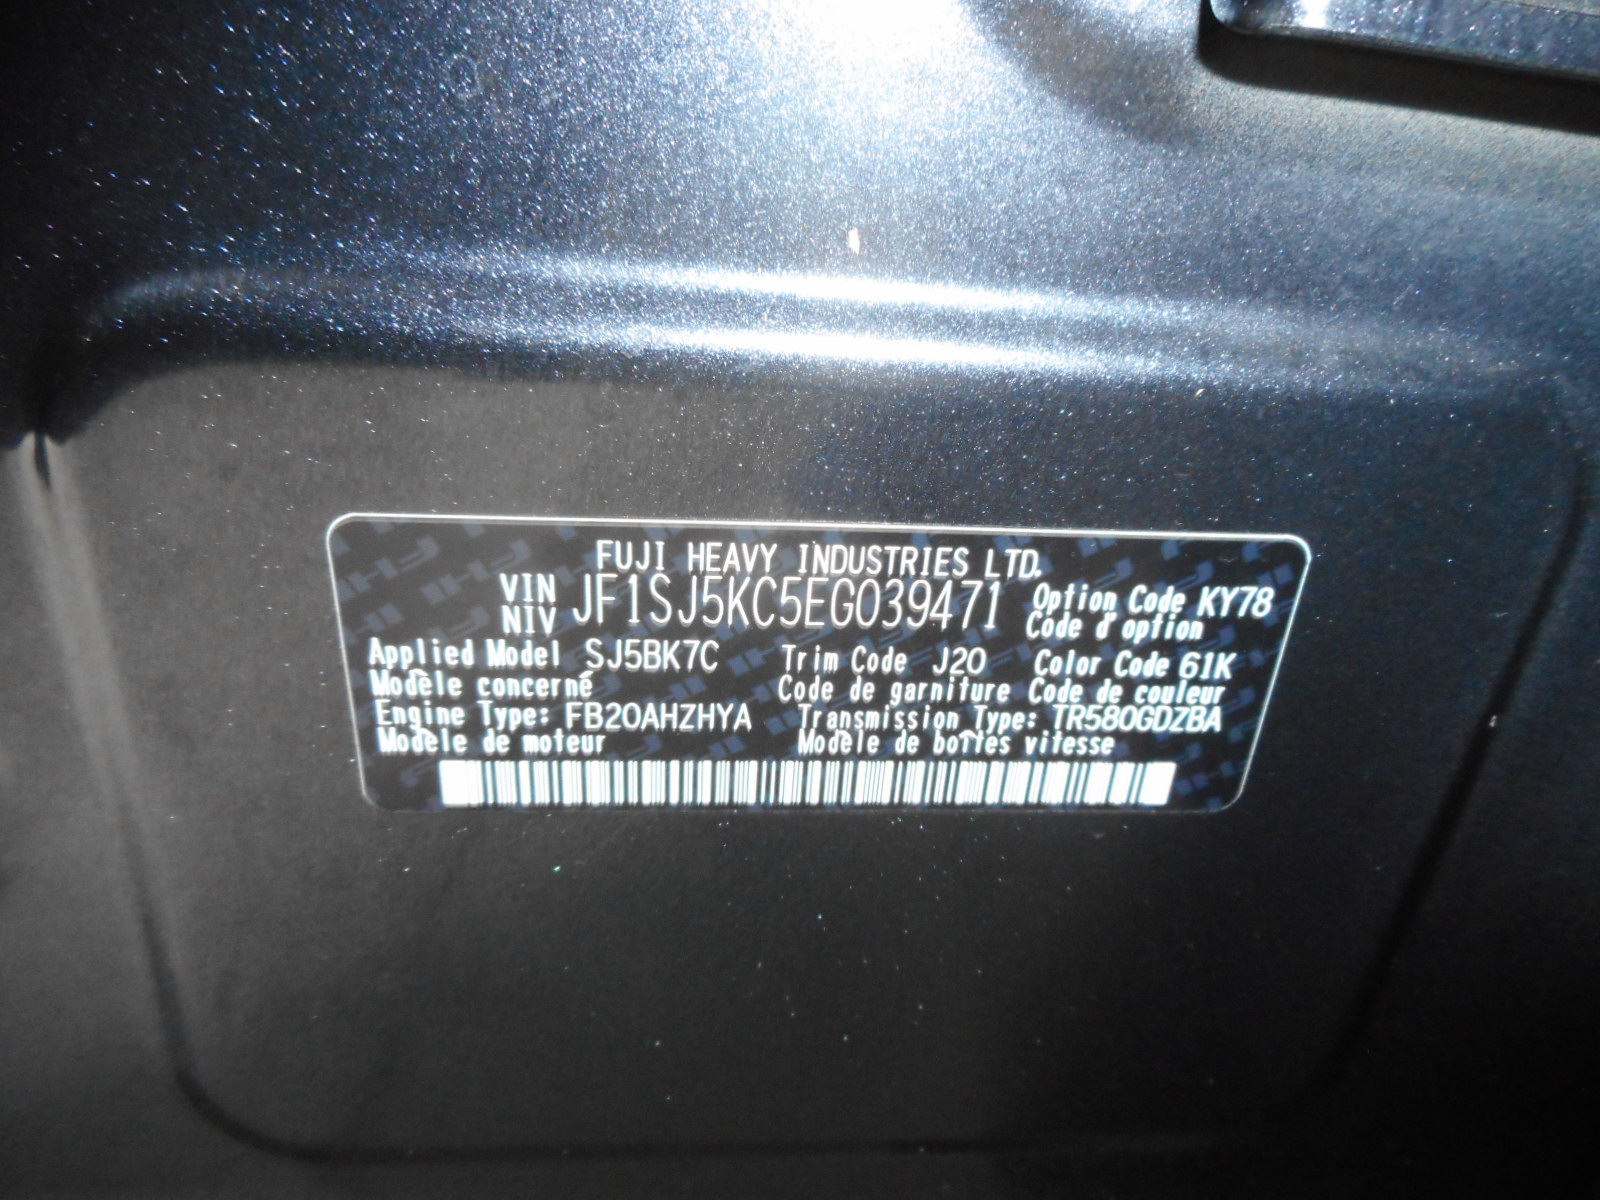 FUJI HEAVY INDUSTRIES LTD.
VIN
NIV JF1SJ5KC5EG039471 Option Code KY78
Code d'option
Applied Model SJ5BK7C Trim Code J20 Color Code 61K
Modèle concerné Code de garniture Code de couleur
Engine Type: FB20AHZHYA Transmission Type: TR580GDZBA
Modèle de moteur Modèle de boîtes vitesse